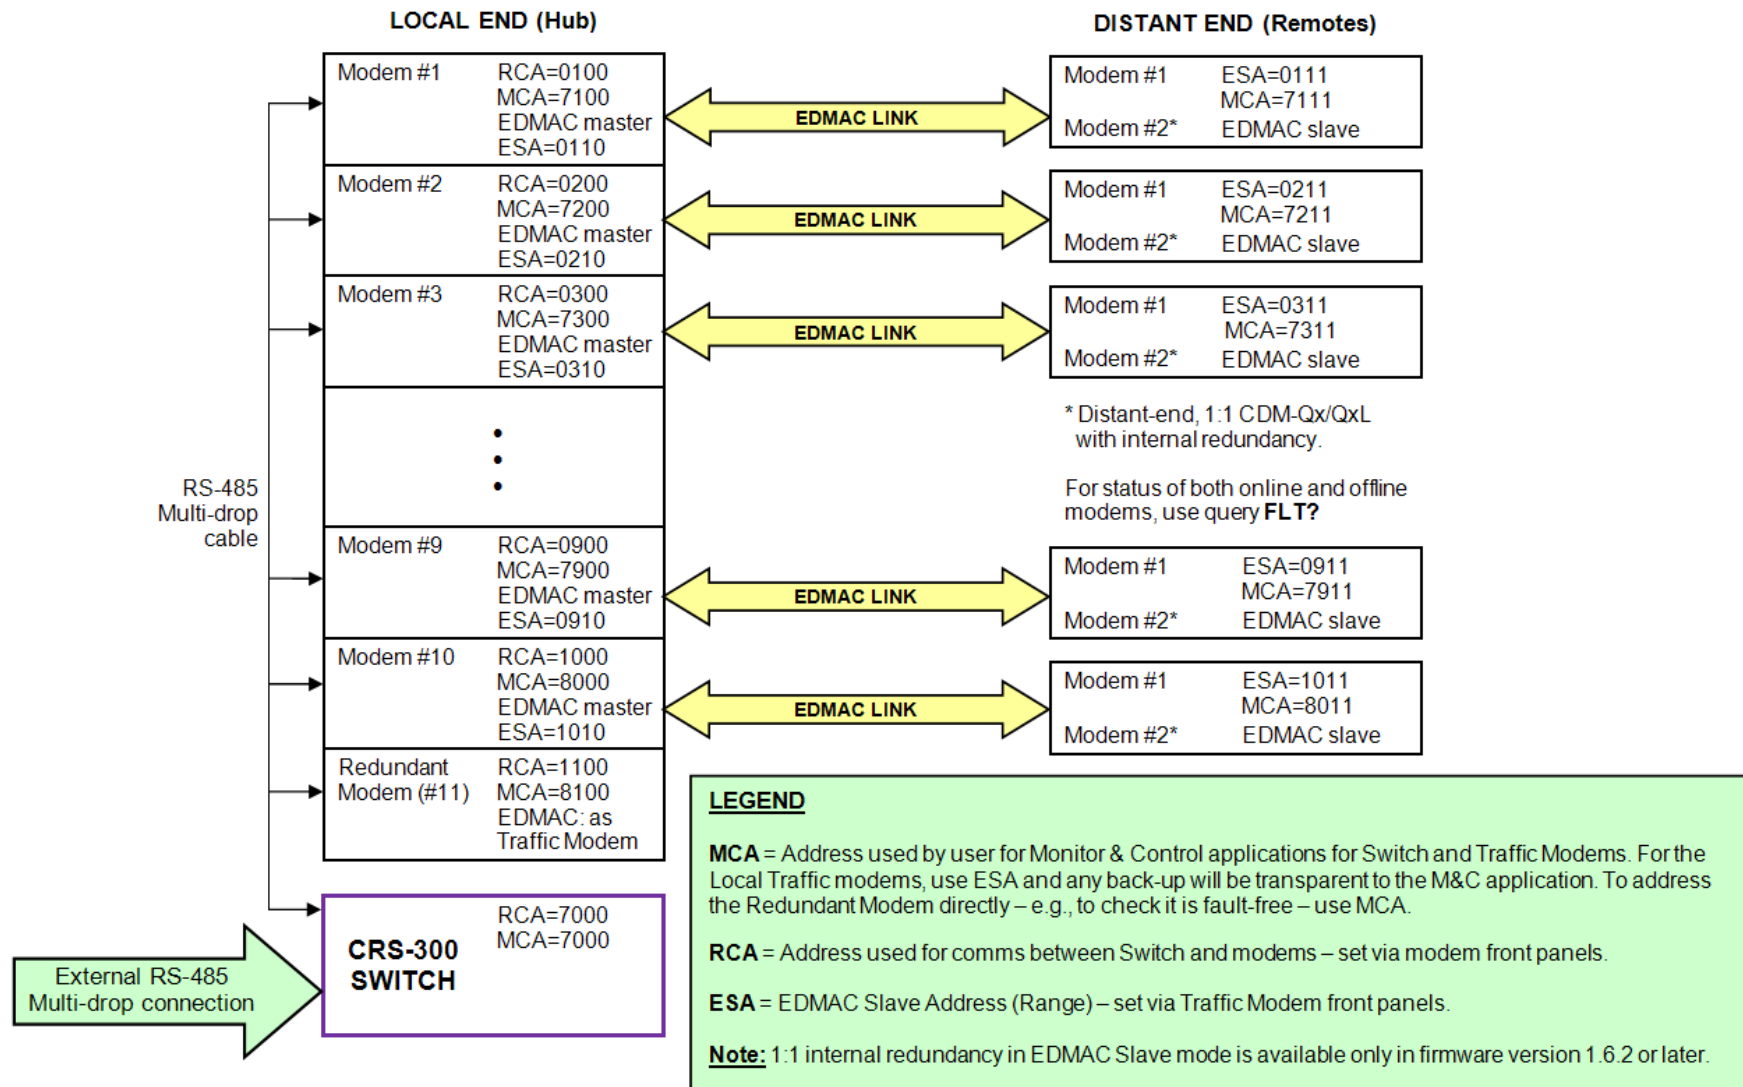 LOCAL END (Hub)
DISTANT END (Remotes)
Modem #1 RCA=0100
MCA=7100
EDMAC master
ESA=0110
EDMAC LINK
Modem #1 ESA=0111
MCA=7111
Modem #2* EDMAC slave
Modem #2 RCA=0200
MCA=7200
EDMAC master
ESA=0210
EDMAC LINK
Modem #1 ESA=0211
MCA=7211
Modem #2* EDMAC slave
Modem #3 RCA=0300
MCA=7300
EDMAC master
ESA=0310
EDMAC LINK
Modem #1 ESA=0311
MCA=7311
Modem #2* EDMAC slave
* Distant-end, 1:1 CDM-Qx/QxL
with internal redundancy.
For status of both online and offline
modems, use query FLT?
RS-485
Multi-drop
cable
Modem #9 RCA=0900
MCA=7900
EDMAC master
ESA=0910
EDMAC LINK
Modem #1 ESA=0911
MCA=7911
Modem #2* EDMAC slave
Modem #10 RCA=1000
MCA=8000
EDMAC master
ESA=1010
EDMAC LINK
Modem #1 ESA=1011
MCA=8011
Modem #2* EDMAC slave
Redundant RCA=1100
Modem (#11) MCA=8100
EDMAC: as
Traffic Modem
RCA=7000
MCA=7000
CRS-300
SWITCH
External RS-485
Multi-drop connection
LEGEND
MCA = Address used by user for Monitor & Control applications for Switch and Traffic Modems. For the
Local Traffic modems, use ESA and any back-up will be transparent to the M&C application. To address
the Redundant Modem directly – e.g., to check it is fault-free – use MCA.
RCA = Address used for comms between Switch and modems – set via modem front panels.
ESA = EDMAC Slave Address (Range) – set via Traffic Modem front panels.
Note: 1:1 internal redundancy in EDMAC Slave mode is available only in firmware version 1.6.2 or later.